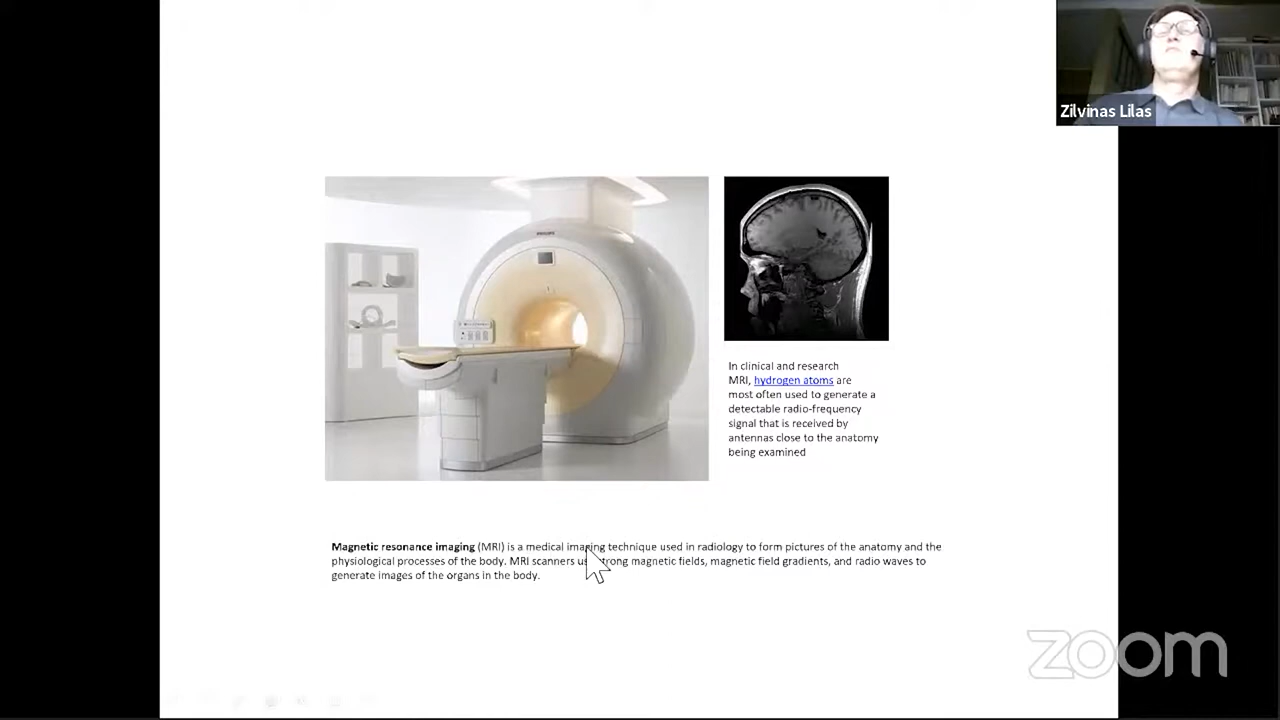 Zilvinas Lilas
PHILIPS
In clinical and research
MRI, hydrogen atoms are
most often used to generate a
detectable radio-frequency
signal that is received by
antennas close to the anatomy
being examined
Magnetic resonance imaging (MRI) is a medical imaging technique used in radiology to form pictures of the anatomy and the
physiological processes of the body. MRI scanners use strong magnetic fields, magnetic field gradients, and radio waves to
generate images of the organs in the body.
zoom